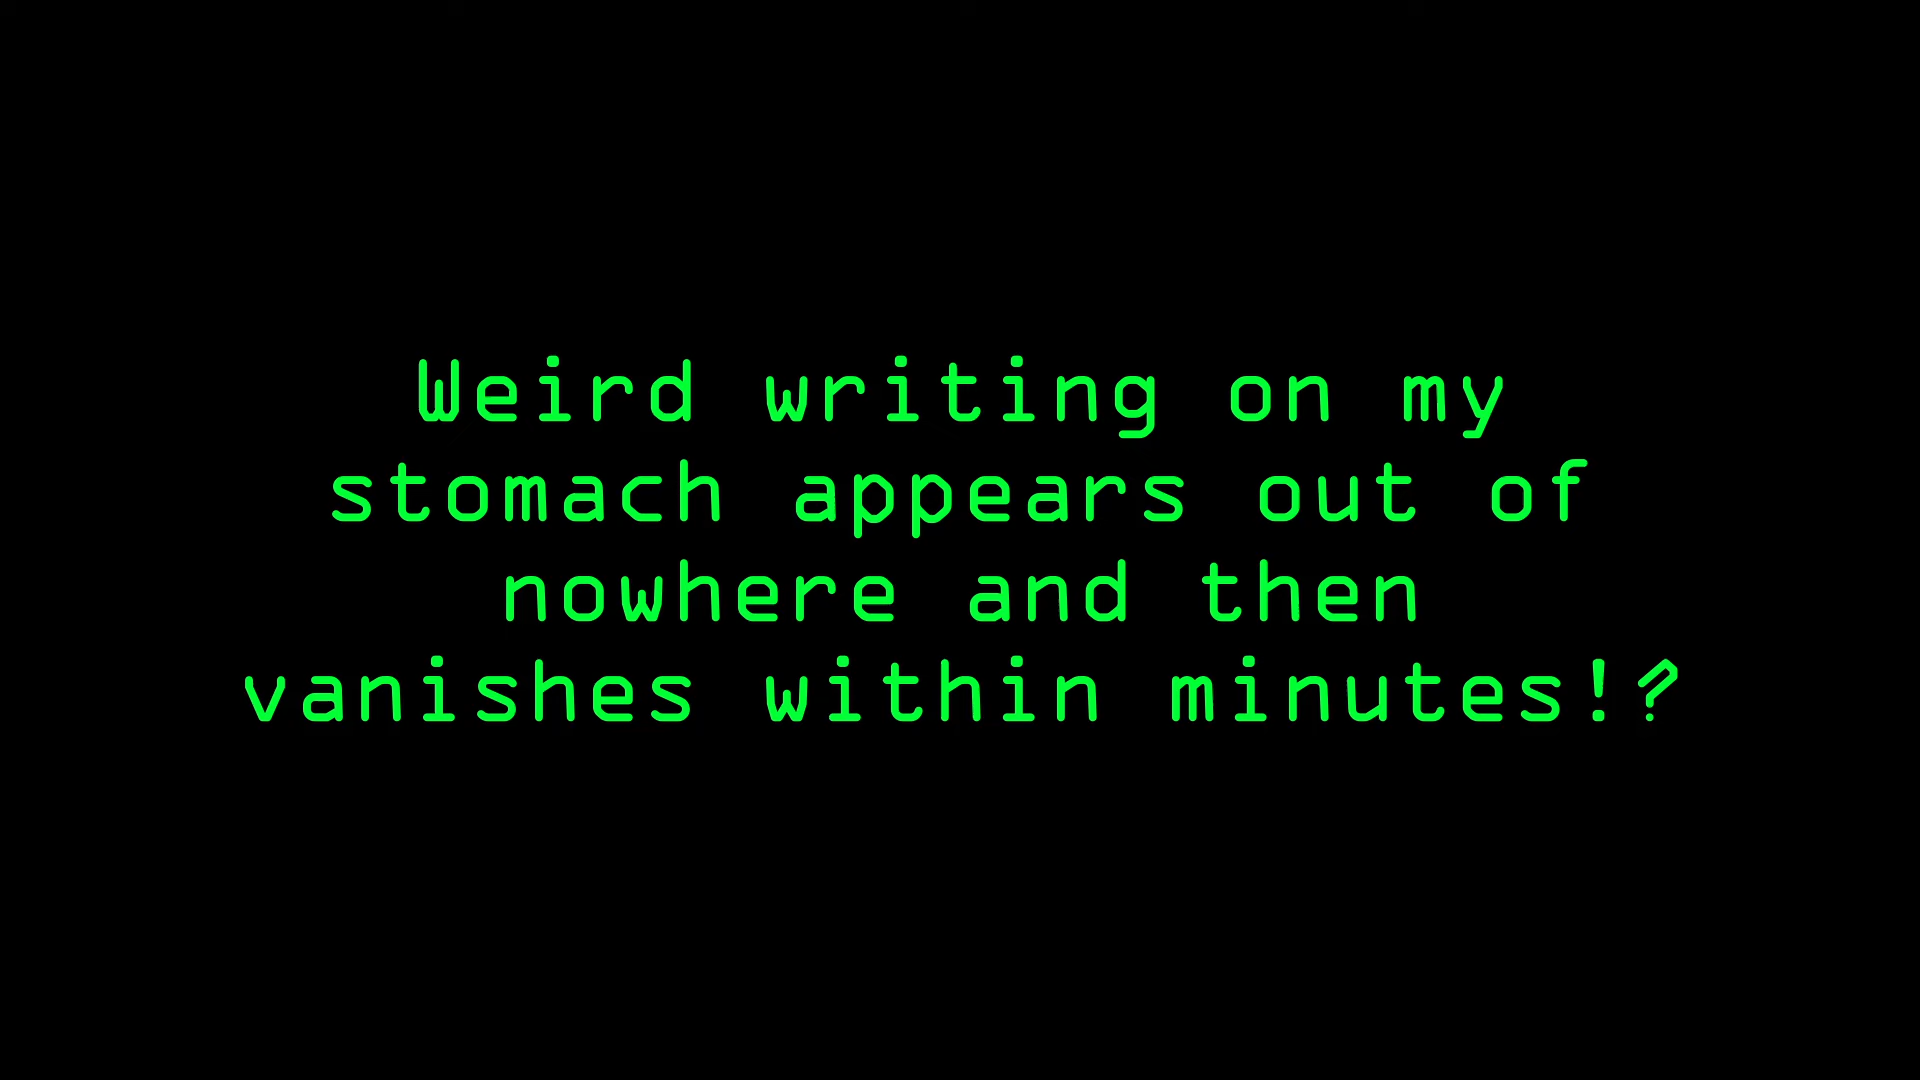 Weird writing on my
stomach appears out of
nowhere and then
vanishes within minutes!?